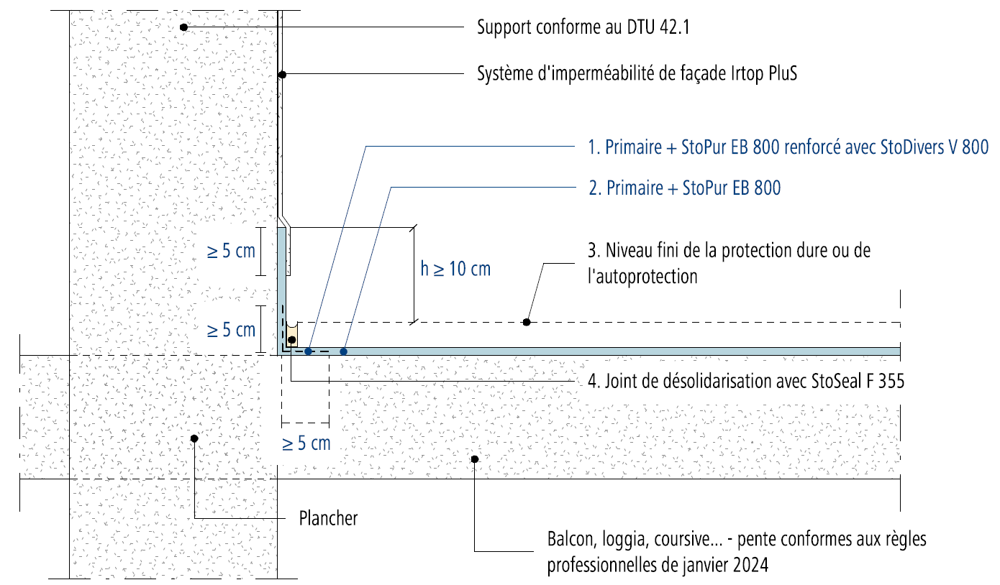 Support conforme au DTU 42.1
Système d'imperméabilité de façade Irtop PluS
1. Primaire + StoPur EB 800 renforcé avec StoDivers V 800
2. Primaire + StoPur EB 800
3. Niveau fini de la protection dure ou de
l'autoprotection
≥ 5 cm
h ≥ 10 cm
≥ 5 cm
4. Joint de désolidarisation avec StoSeal F 355
≥ 5 cm
Plancher
Balcon, loggia, coursive... - pente conformes aux règles
professionnelles de janvier 2024